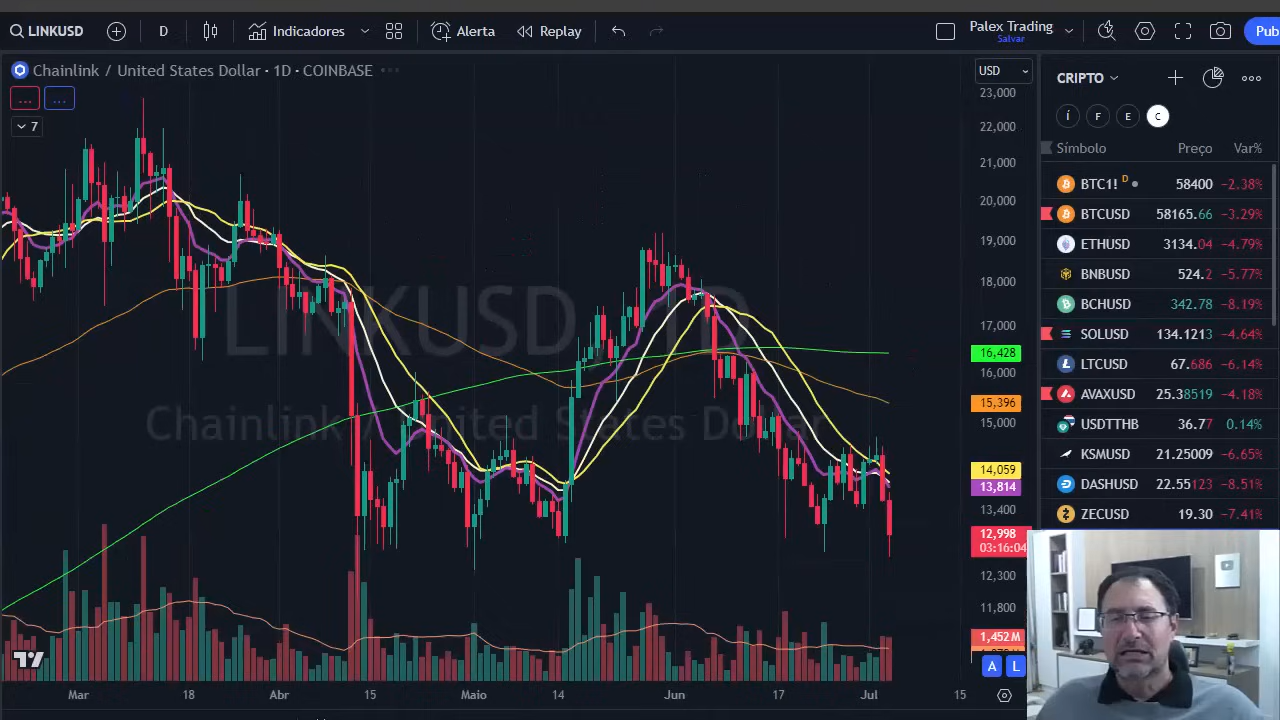 LINKUSD D Indicadores Alerta Replay Palex Trading Pub
Salvar
Chainlink / United States Dollar · 1D · COINBASE ··· USD
... ...
7
LINKUSD, 1D
Chainlink / United States Dollar
23,000
22,000
21,000
20,000
19,000
18,000
17,000
16,428
16,000
15,396
15,000
14,059
13,814
13,400
12,998
03:16:04
12,300
11,800
1,452 M
A L
Mar 18 Abr 15 Maio 14 Jun 17 Jul 15
CRIPTO
Í F E C
Símbolo Preço Var%
BTC1! D 58400 −2.38%
BTCUSD 58165.66 −3.29%
ETHUSD 3134.04 −4.79%
BNBUSD 524.2 −5.77%
BCHUSD 342.78 −8.19%
SOLUSD 134.1213 −4.64%
LTCUSD 67.686 −6.14%
AVAXUSD 25.38519 −4.18%
USDTTHB 36.77 0.14%
KSMUSD 21.25009 −6.65%
DASHUSD 22.55123 −8.51%
ZECUSD 19.30 −7.41%